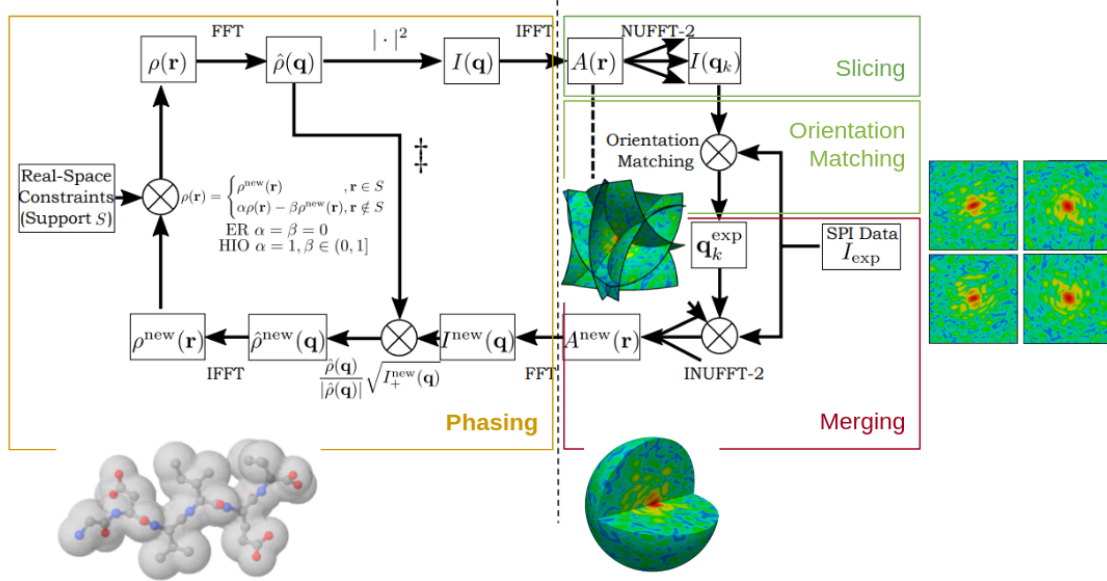 FFT
|·|²
IFFT
NUFFT-2
ρ(r)
ρ̂(q)
I(q)
A(r)
I(q_k)
Slicing
‡
Orientation
Matching
Orientation
Matching
Real-Space
Constraints
(Support S)
ρ(r) = { ρ^new(r) , r ∈ S
αρ(r) − βρ^new(r), r ∉ S
ER α = β = 0
HIO α = 1, β ∈ (0, 1]
q_k^exp
SPI Data
I_exp
ρ^new(r)
ρ̂^new(q)
I^new(q)
A^new(r)
IFFT
ρ̂(q)/|ρ̂(q)| √(I_+^new(q))
FFT
INUFFT-2
Phasing
Merging